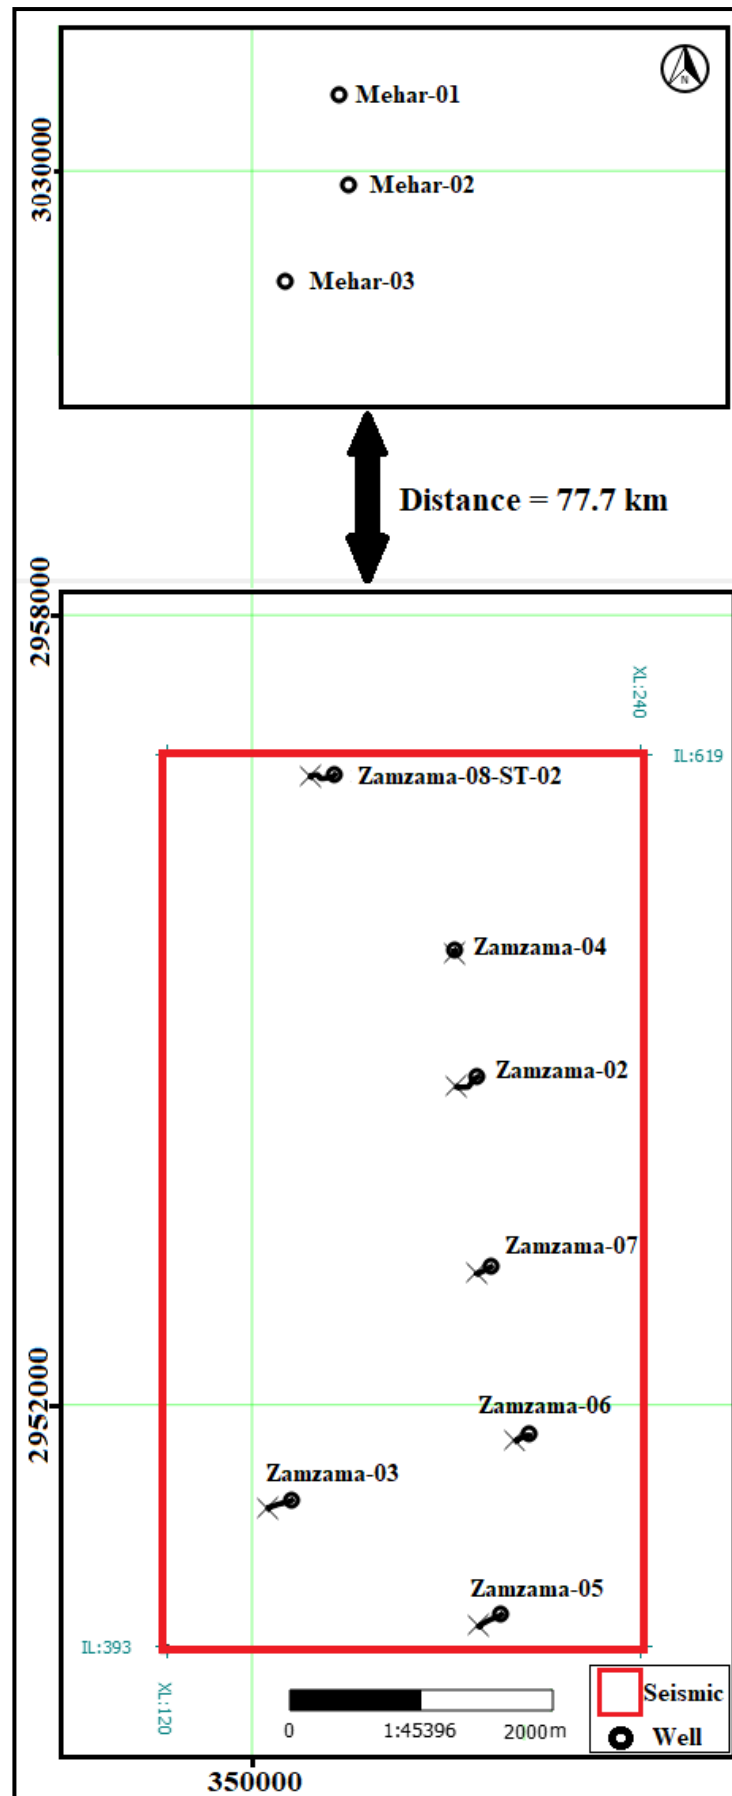 N
Mehar-01
3030000
Mehar-02
Mehar-03
Distance = 77.7 km
2958000
XL:240
IL:619
Zamzama-08-ST-02
Zamzama-04
Zamzama-02
Zamzama-07
2952000
Zamzama-06
Zamzama-03
Zamzama-05
IL:393
XL:120
Seismic
0 1:45396 2000m
Well
350000